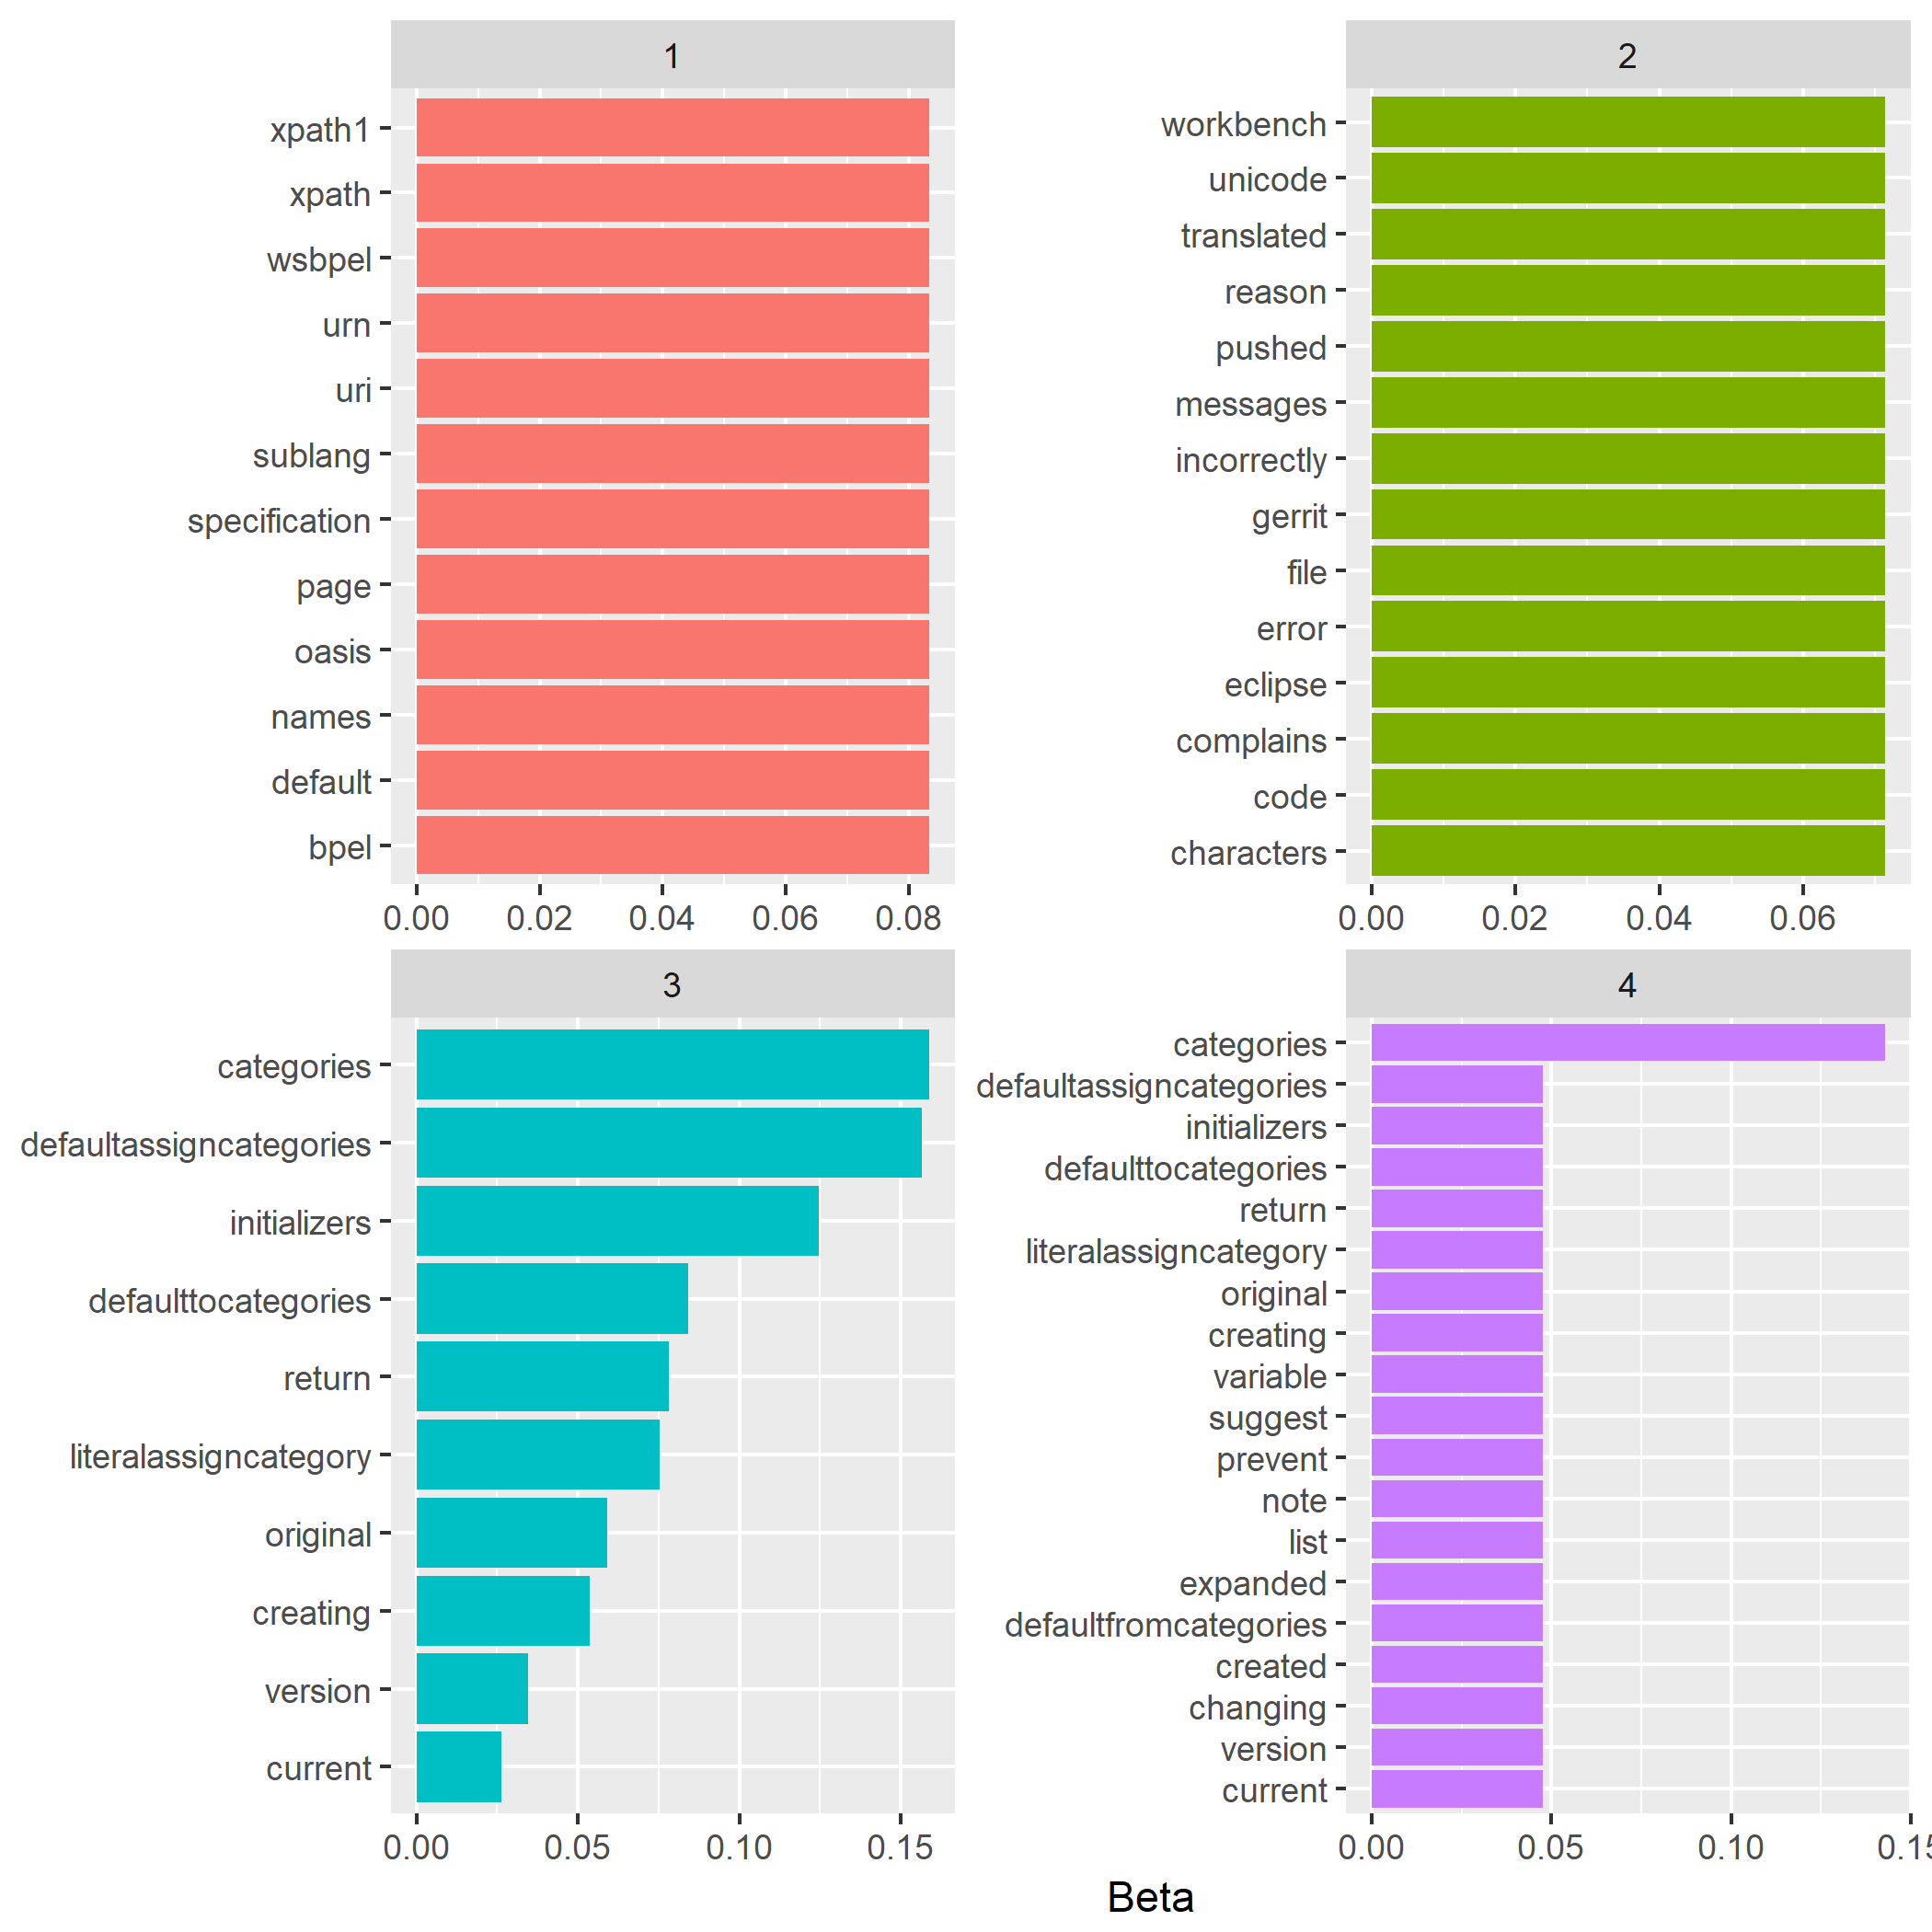 1
xpath1
xpath
wsbpel
urn
uri
sublang
specification
page
oasis
names
default
bpel
0.00 0.02 0.04 0.06 0.08
2
workbench
unicode
translated
reason
pushed
messages
incorrectly
gerrit
file
error
eclipse
complains
code
characters
0.00 0.02 0.04 0.06
3
categories
defaultassigncategories
initializers
defaulttocategories
return
literalassigncategory
original
creating
version
current
0.00 0.05 0.10 0.15
4
categories
defaultassigncategories
initializers
defaulttocategories
return
literalassigncategory
original
creating
variable
suggest
prevent
note
list
expanded
defaultfromcategories
created
changing
version
current
0.00 0.05 0.10 0.15
Beta